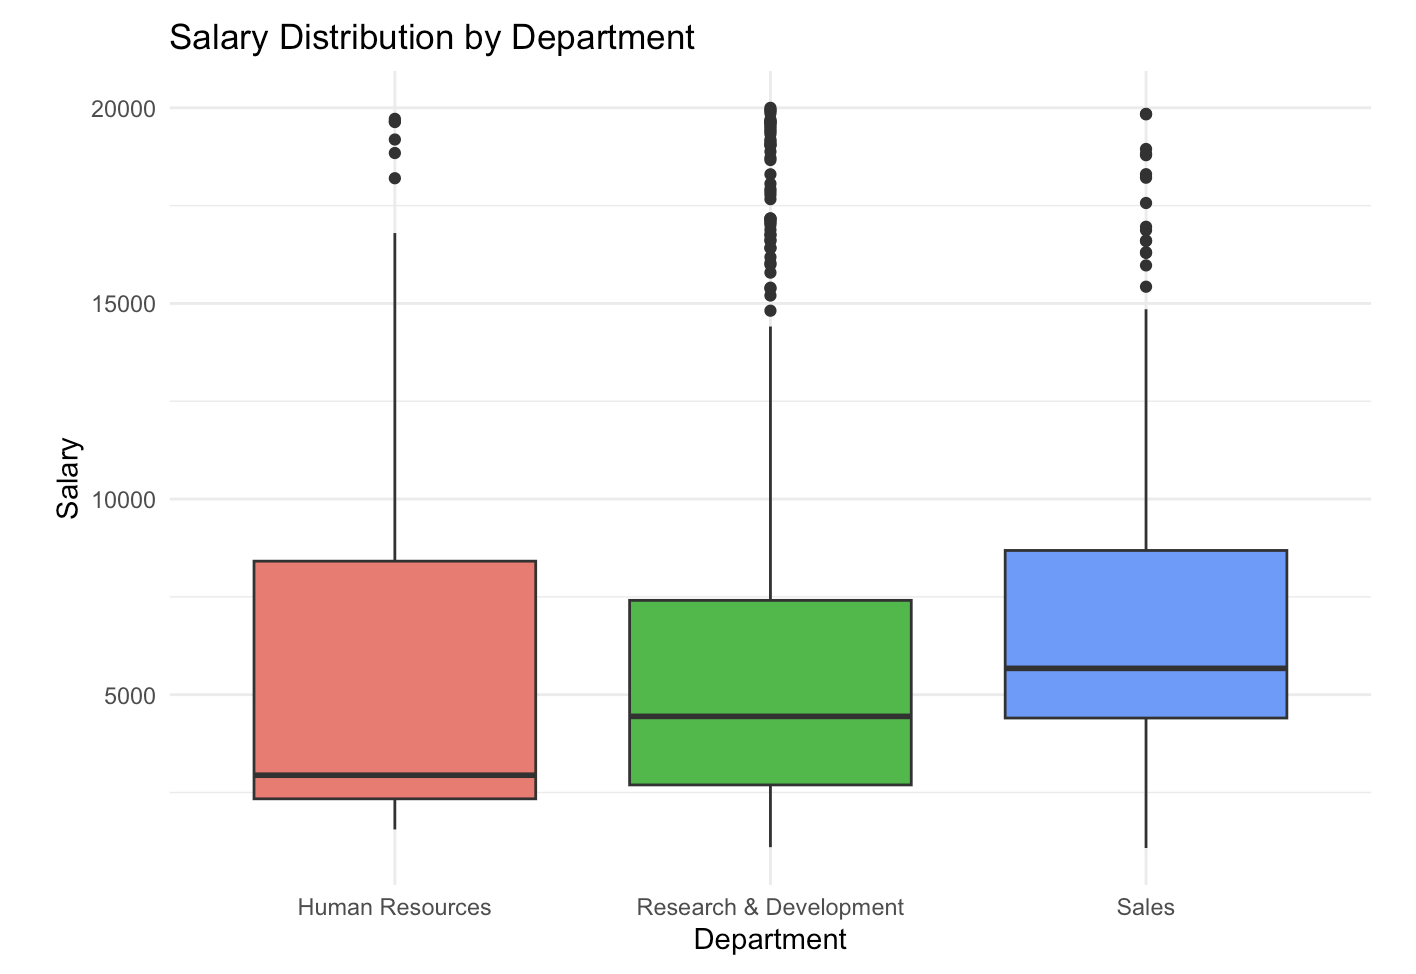 Salary Distribution by Department
20000
15000
10000
5000
Salary
Human Resources
Research & Development
Sales
Department